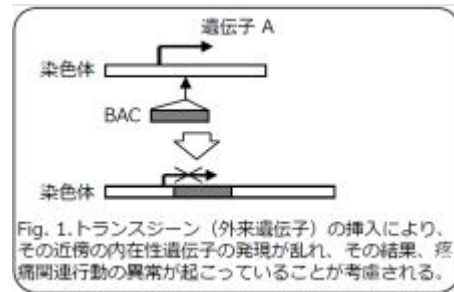 遺伝子 A
染色体
BAC
染色体
Fig. 1.トランスジーン（外来遺伝子）の挿入により、
その近傍の内在性遺伝子の発現が乱れ、その結果、疼
痛関連行動の異常が起こっていることが考慮される。